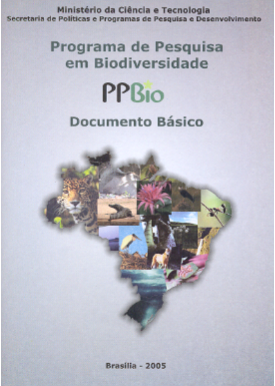 Ministério da Ciência e Tecnologia
Secretaria de Políticas e Programas de Pesquisa e Desenvolvimento
Programa de Pesquisa
em Biodiversidade
PPBio
Documento Básico
Brasília - 2005